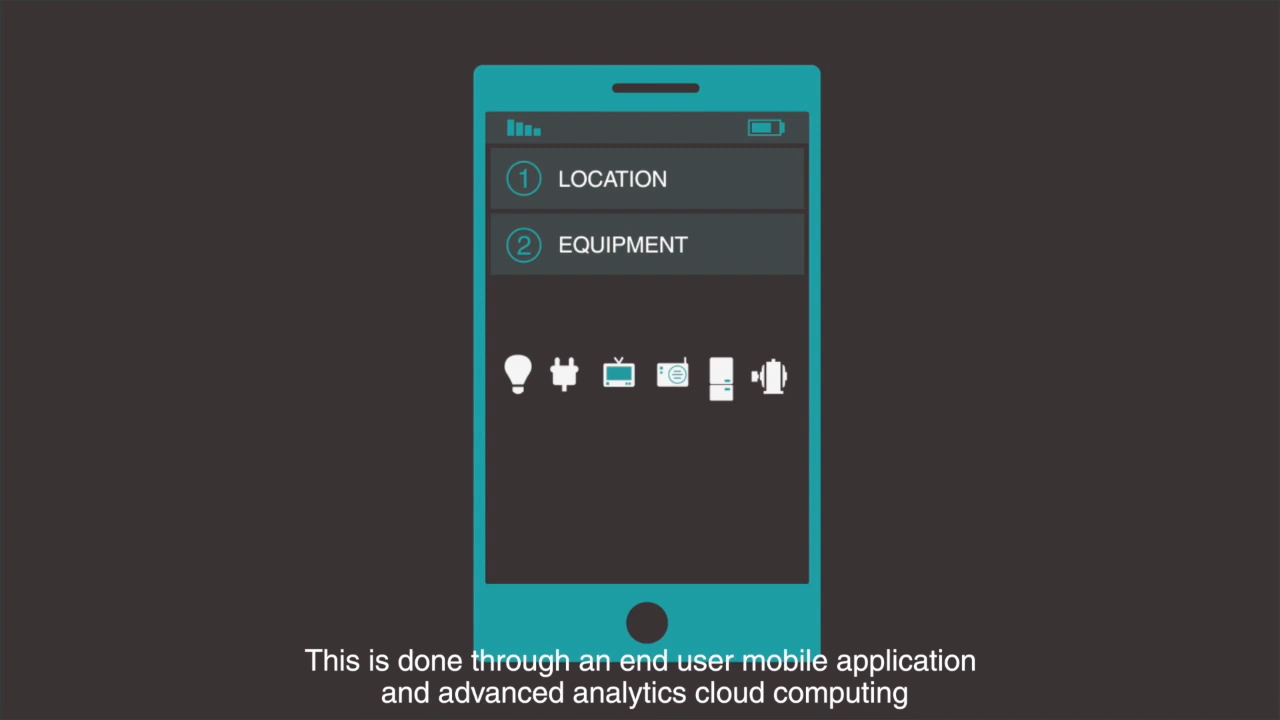 1 LOCATION
2 EQUIPMENT
This is done through an end user mobile application
and advanced analytics cloud computing